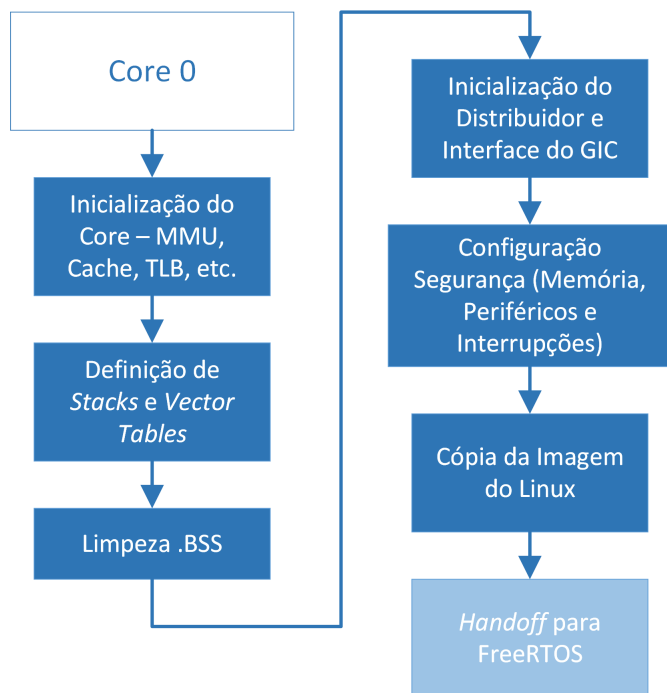 Core 0
Inicialização do
Core – MMU,
Cache, TLB, etc.
Definição de
Stacks e Vector
Tables
Limpeza .BSS
Inicialização do
Distribuidor e
Interface do GIC
Configuração
Segurança (Memória,
Periféricos e
Interrupções)
Cópia da Imagem
do Linux
Handoff para
FreeRTOS